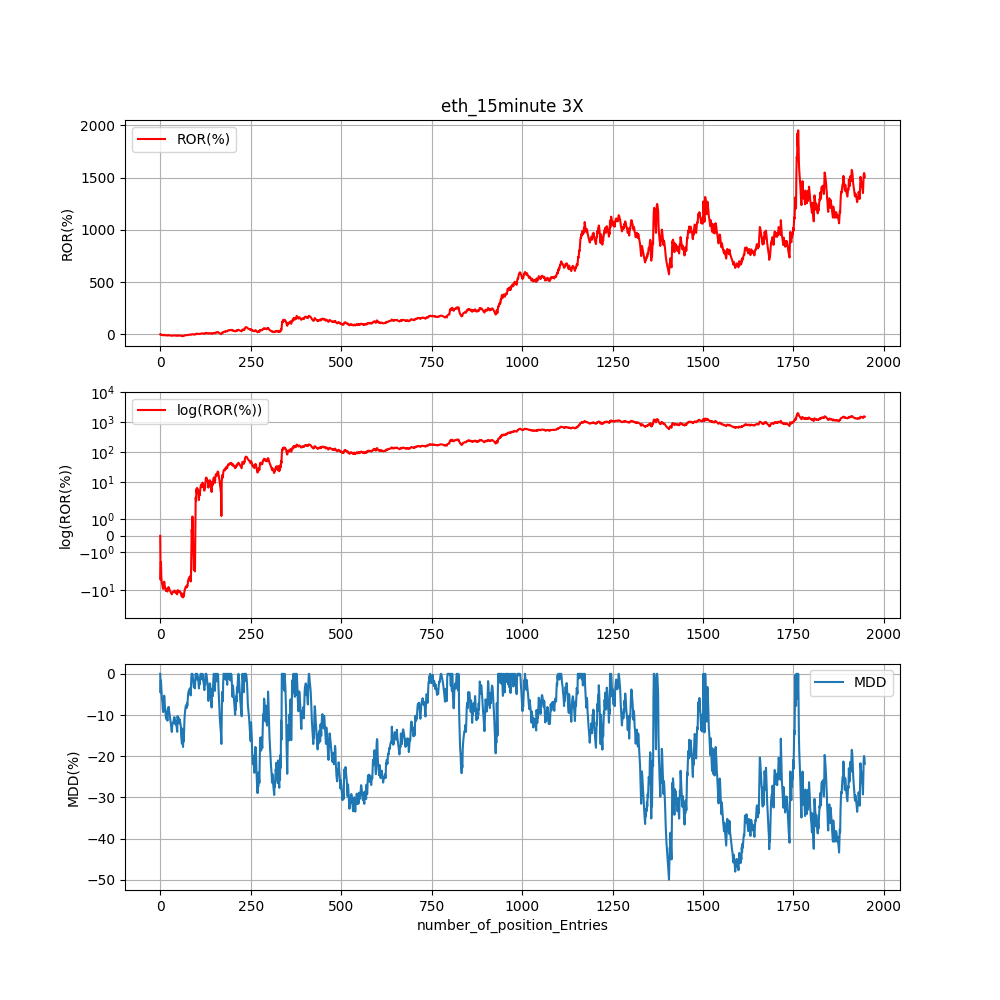 eth_15minute 3X
ROR(%)
2000
1500
1000
500
0
ROR(%)
0 250 500 750 1000 1250 1500 1750 2000
log(ROR(%))
10^4
10^3
10^2
10^1
10^0
0
−10^0
−10^1
log(ROR(%))
0 250 500 750 1000 1250 1500 1750 2000
MDD
0
−10
−20
−30
−40
−50
MDD(%)
0 250 500 750 1000 1250 1500 1750 2000
number_of_position_Entries